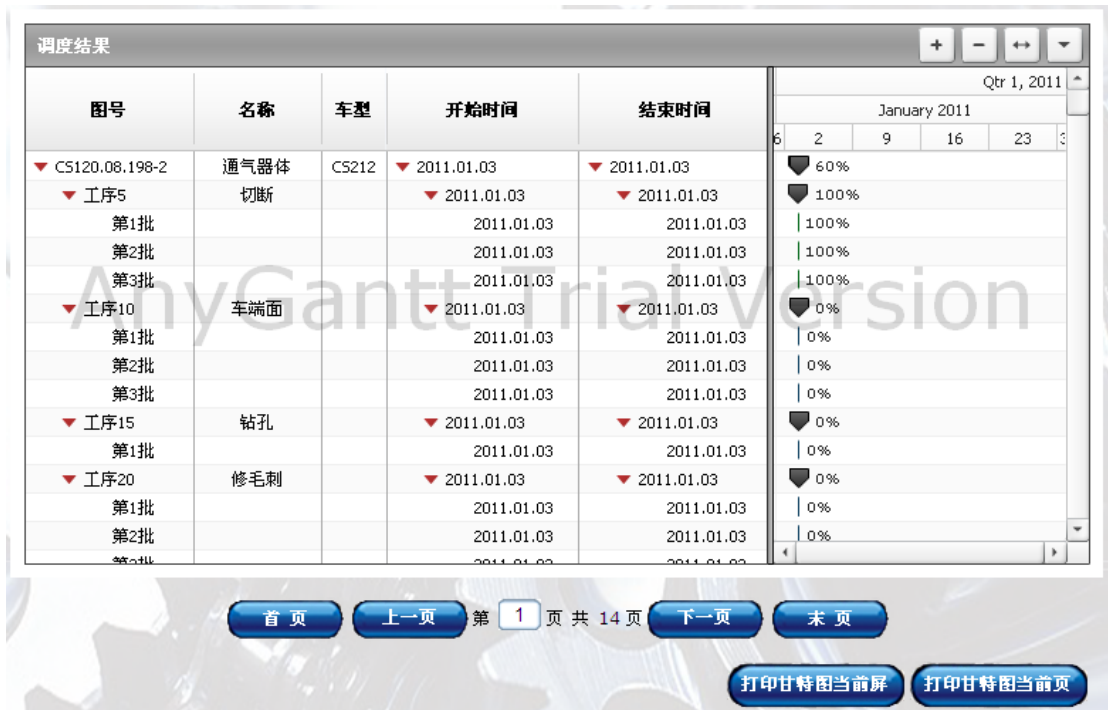 调度结果
+ − ↔
图号 名称 车型 开始时间 结束时间
Qtr 1, 2011
January 2011
2 9 16 23
CS120.08.198-2 通气器体 CS212 2011.01.03 2011.01.03 60%
工序5 切断 2011.01.03 2011.01.03 100%
第1批 2011.01.03 2011.01.03 100%
第2批 2011.01.03 2011.01.03 100%
第3批 2011.01.03 2011.01.03 100%
AnyGantt Trial Version
工序10 车端面 2011.01.03 2011.01.03 0%
第1批 2011.01.03 2011.01.03 0%
第2批 2011.01.03 2011.01.03 0%
第3批 2011.01.03 2011.01.03 0%
工序15 钻孔 2011.01.03 2011.01.03 0%
第1批 2011.01.03 2011.01.03 0%
工序20 修毛刺 2011.01.03 2011.01.03 0%
第1批 2011.01.03 2011.01.03 0%
第2批 2011.01.03 2011.01.03 0%
首 页 上一页 第 1 页 共 14 页 下一页 末 页
打印甘特图当前屏 打印甘特图当前页